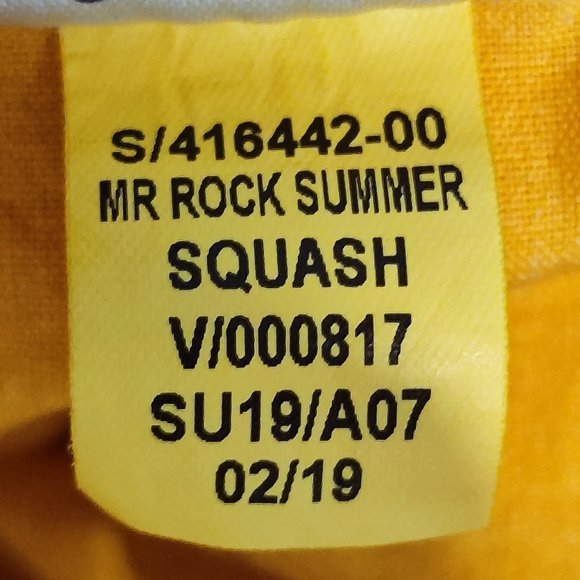 S/416442-00
MR ROCK SUMMER
SQUASH
V/000817
SU19/A07
02/19